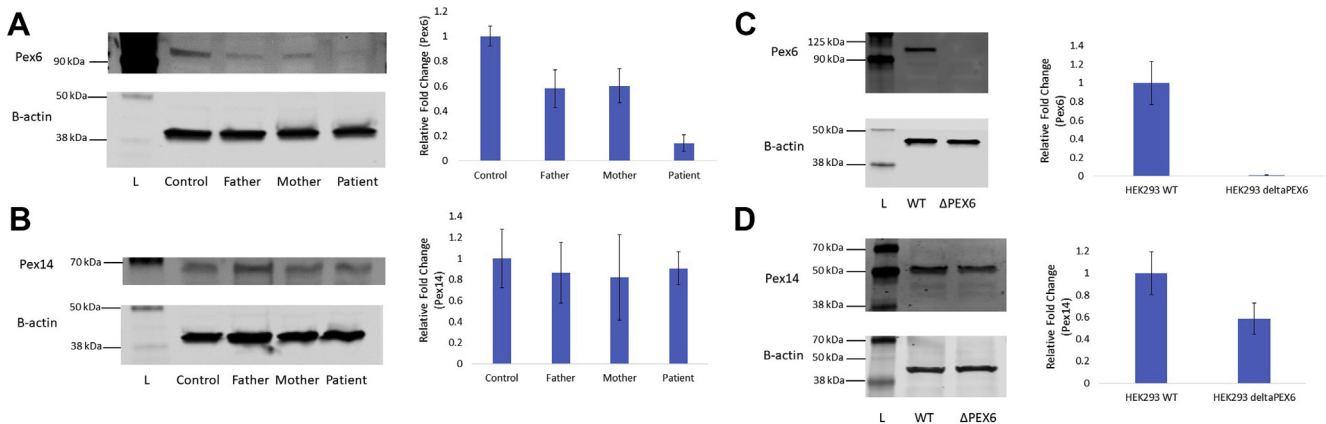 A
Pex6
90 kDa
50 kDa
B-actin
38 kDa
L Control Father Mother Patient
Relative Fold Change (Pex6)
1.2
1
0.8
0.6
0.4
0.2
0
Control Father Mother Patient
B
Pex14
70 kDa
50 kDa
B-actin
38 kDa
L Control Father Mother Patient
Relative Fold Change
(Pex14)
1.4
1.2
1
0.8
0.6
0.4
0.2
0
Control Father Mother Patient
C
125 kDa
Pex6
90 kDa
50 kDa
B-actin
38 kDa
L WT ΔPEX6
Relative Fold Change
(Pex6)
1.4
1.2
1
0.8
0.6
0.4
0.2
0
HEK293 WT HEK293 deltaPEX6
D
70 kDa
Pex14
50 kDa
38 kDa
70 kDa
B-actin
50 kDa
38 kDa
L WT ΔPEX6
Relative Fold Change
(Pex14)
1.4
1.2
1
0.8
0.6
0.4
0.2
0
HEK293 WT HEK293 deltaPEX6